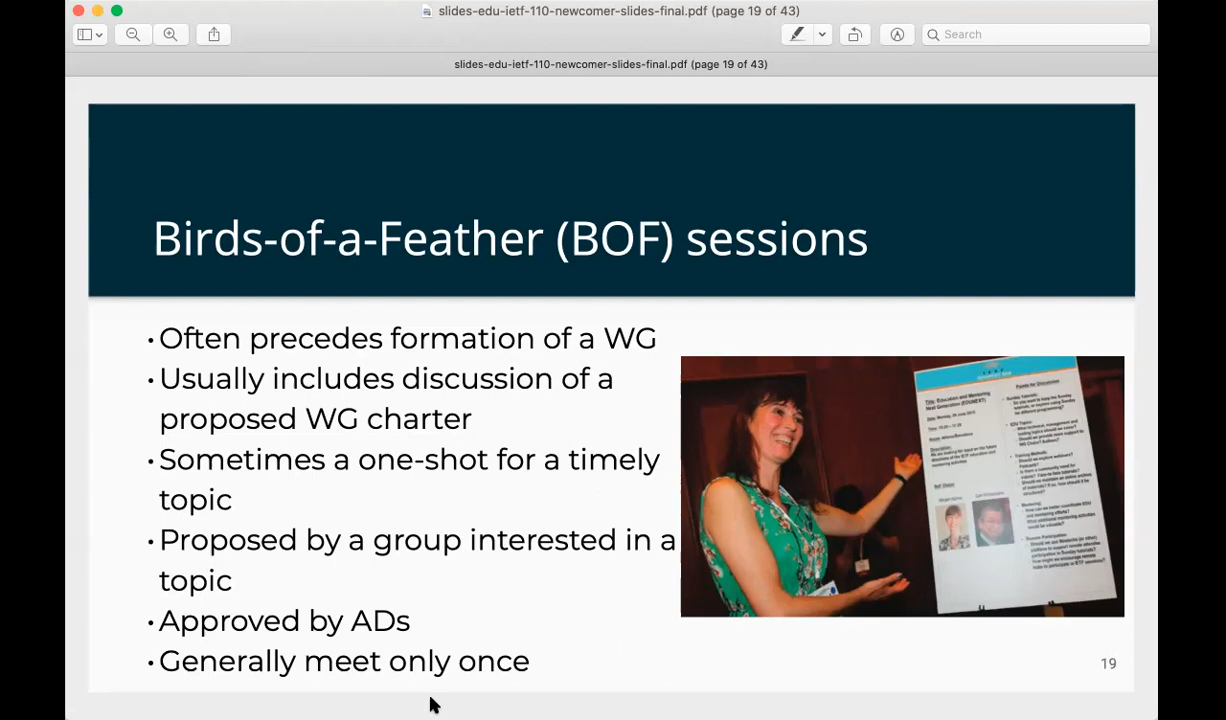 slides-edu-ietf-110-newcomer-slides-final.pdf (page 19 of 43)
Search
slides-edu-ietf-110-newcomer-slides-final.pdf (page 19 of 43)
Birds-of-a-Feather (BOF) sessions
• Often precedes formation of a WG
• Usually includes discussion of a
proposed WG charter
• Sometimes a one-shot for a timely
topic
• Proposed by a group interested in a
topic
• Approved by ADs
• Generally meet only once
Title: Education and Mentoring
Next Generation (EDUNEXT)
Points for Discussion
19